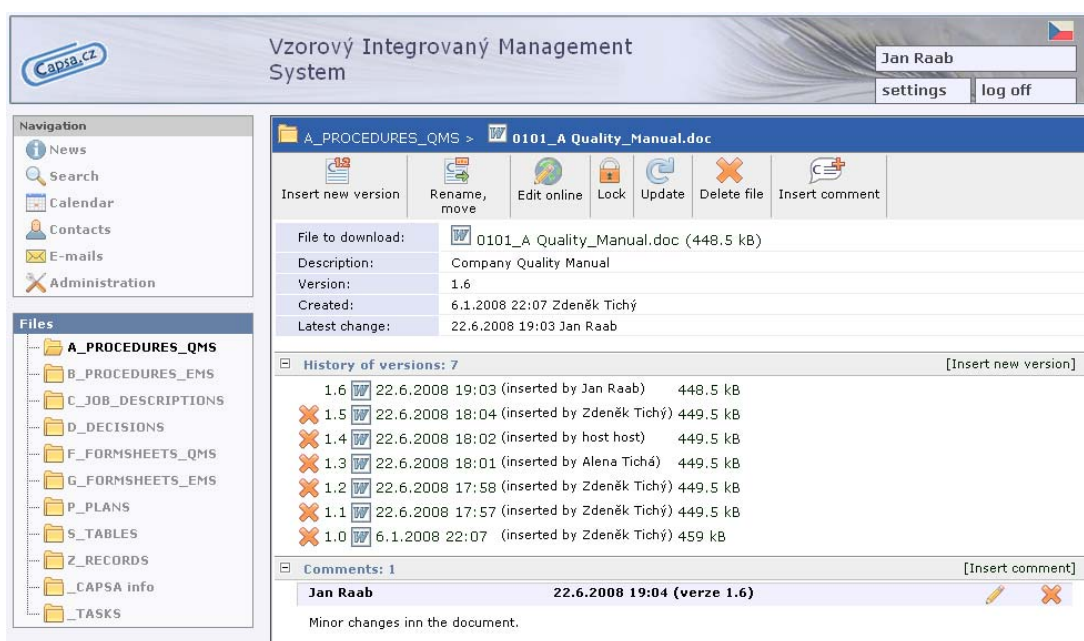 Capsa.cz
Vzorový Integrovaný Management
System
Jan Raab
settings
log off
Navigation
News
Search
Calendar
Contacts
E-mails
Administration
Files
A_PROCEDURES_QMS
B_PROCEDURES_EMS
C_JOB_DESCRIPTIONS
D_DECISIONS
F_FORMSHEETS_QMS
G_FORMSHEETS_EMS
P_PLANS
S_TABLES
Z_RECORDS
_CAPSA info
_TASKS
A_PROCEDURES_QMS > 0101_A Quality_Manual.doc
Insert new version
Rename,
move
Edit online
Lock
Update
Delete file
Insert comment
File to download: 0101_A Quality_Manual.doc (448.5 kB)
Description: Company Quality Manual
Version: 1.6
Created: 6.1.2008 22:07 Zdeněk Tichý
Latest change: 22.6.2008 19:03 Jan Raab
History of versions: 7 [Insert new version]
1.6 22.6.2008 19:03 (inserted by Jan Raab) 448.5 kB
1.5 22.6.2008 18:04 (inserted by Zdeněk Tichý) 449.5 kB
1.4 22.6.2008 18:02 (inserted by host host) 449.5 kB
1.3 22.6.2008 18:01 (inserted by Alena Tichá) 449.5 kB
1.2 22.6.2008 17:58 (inserted by Zdeněk Tichý) 449.5 kB
1.1 22.6.2008 17:57 (inserted by Zdeněk Tichý) 449.5 kB
1.0 6.1.2008 22:07 (inserted by Zdeněk Tichý) 459 kB
Comments: 1 [Insert comment]
Jan Raab 22.6.2008 19:04 (verze 1.6)
Minor changes inn the document.